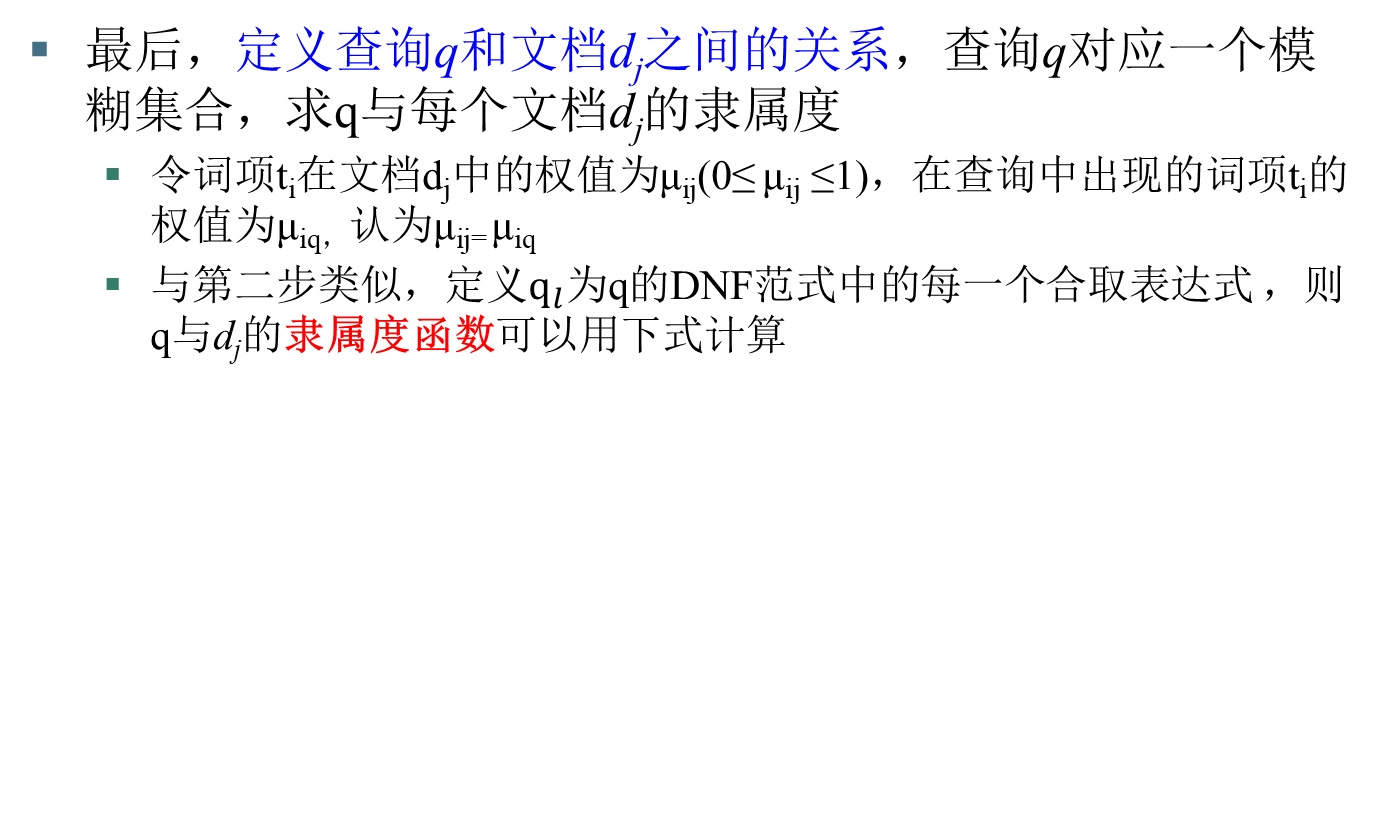 最后，定义查询q和文档dj之间的关系，查询q对应一个模
糊集合，求q与每个文档dj的隶属度
令词项ti在文档dj中的权值为μij(0≤ μij ≤1)，在查询中出现的词项ti的
权值为μiq，认为μij=μiq
与第二步类似，定义ql为q的DNF范式中的每一个合取表达式，则
q与dj的隶属度函数可以用下式计算